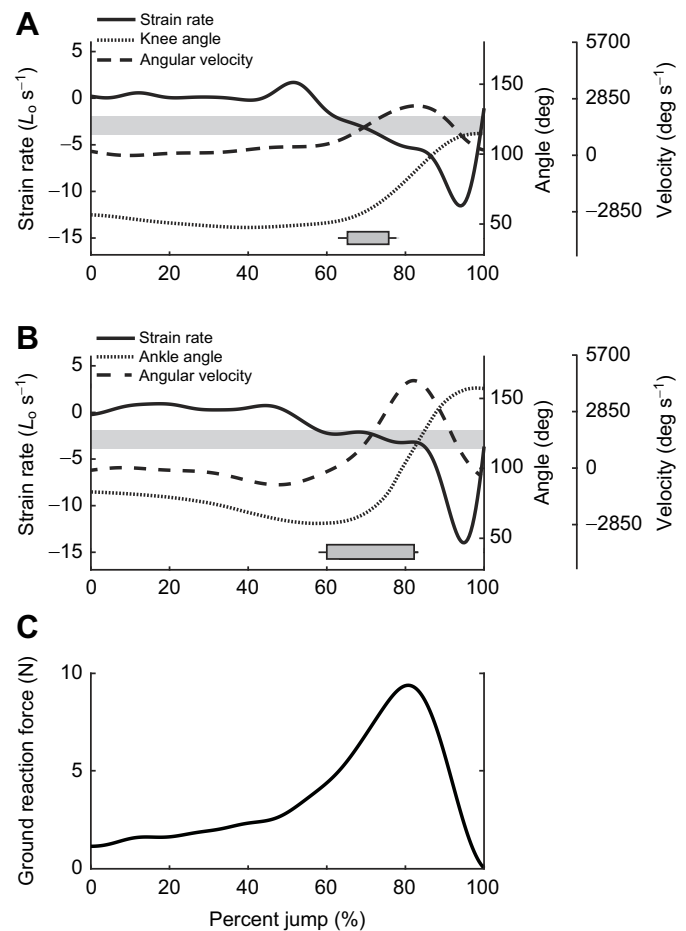 A
Strain rate
Knee angle
Angular velocity
Strain rate (Lo s−1)
5
0
−5
−10
−15
0 20 40 60 80 100
150
100
50
Angle (deg)
5700
2850
0
−2850
Velocity (deg s−1)
B
Strain rate
Ankle angle
Angular velocity
Strain rate (Lo s−1)
5
0
−5
−10
−15
0 20 40 60 80 100
150
100
50
Angle (deg)
5700
2850
0
−2850
Velocity (deg s−1)
C
Ground reaction force (N)
10
5
0
0 20 40 60 80 100
Percent jump (%)